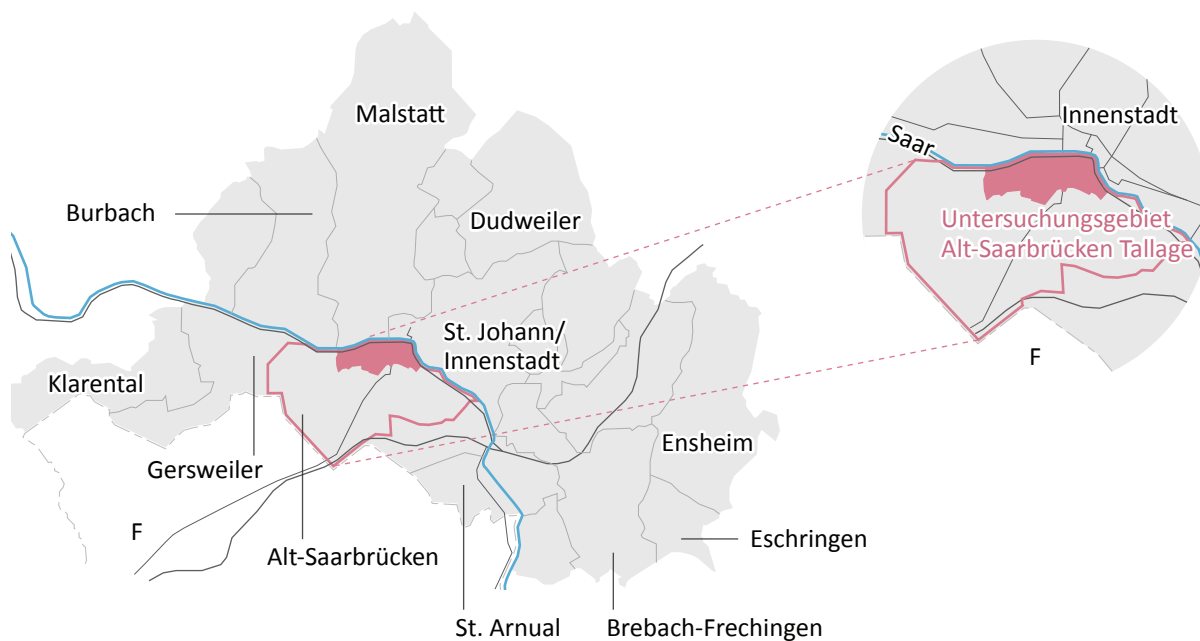 Malstatt
Burbach
Dudweiler
St. Johann/
Innenstadt
Klarental
Ensheim
Gersweiler
F
Alt-Saarbrücken
Eschringen
St. Arnual
Brebach-Frechingen
Innenstadt
Saar
Untersuchungsgebiet
Alt-Saarbrücken Tallage
F